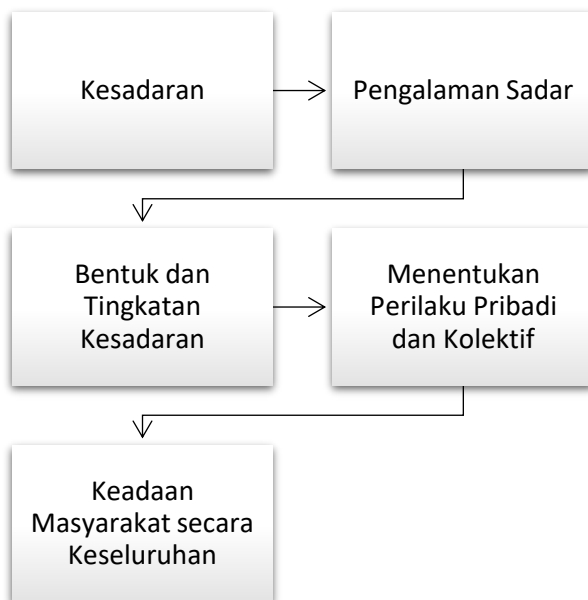 Kesadaran
Pengalaman Sadar
Bentuk dan
Tingkatan
Kesadaran
Menentukan
Perilaku Pribadi
dan Kolektif
Keadaan
Masyarakat secara
Keseluruhan